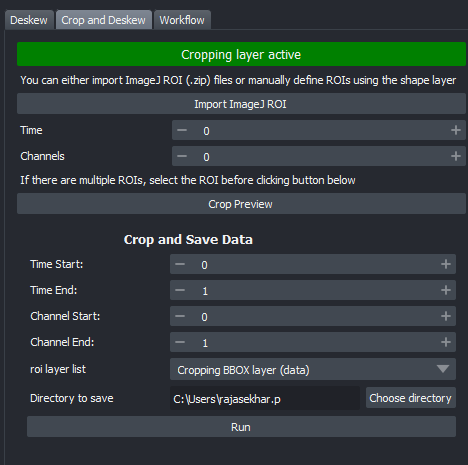 Deskew Crop and Deskew Workflow
Cropping layer active
You can either import ImageJ ROI (.zip) files or manually define ROIs using the shape layer
Import ImageJ ROI
Time − 0 +
Channels − 0 +
If there are multiple ROIs, select the ROI before clicking button below
Crop Preview
Crop and Save Data
Time Start: − 0 +
Time End: − 1 +
Channel Start: − 0 +
Channel End: − 1 +
roi layer list Cropping BBOX layer (data)
Directory to save C:\Users\rajasekhar.p Choose directory
Run